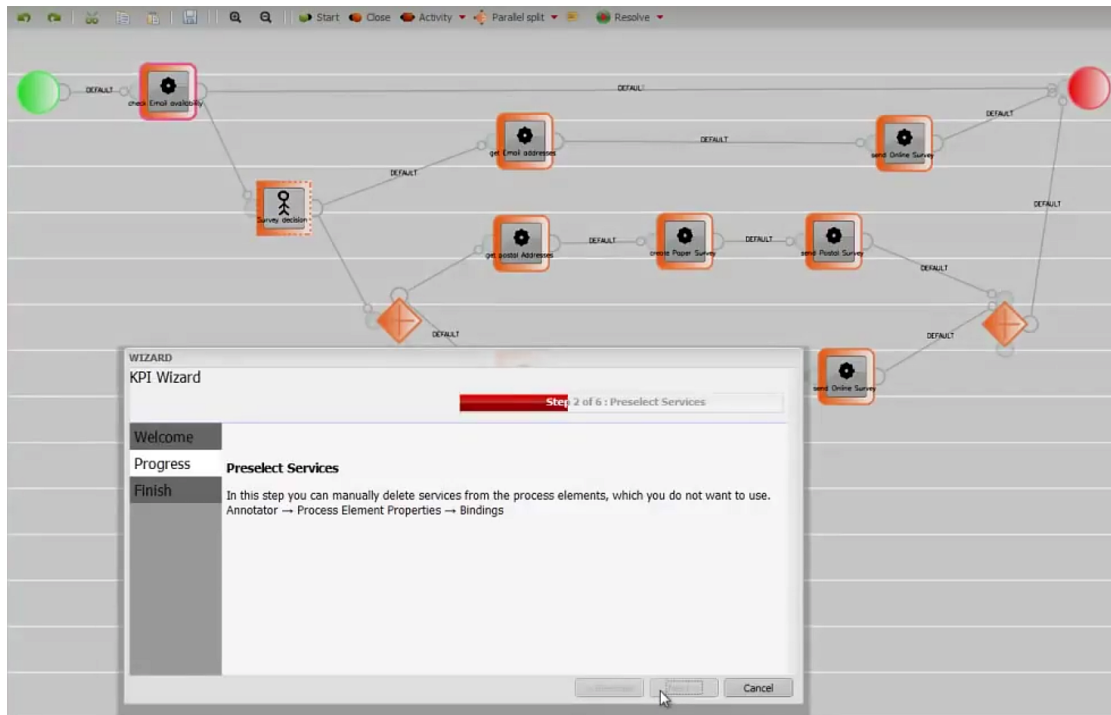 Start Close Activity Parallel split Resolve
DEFAULT
check Email availability
DEFAULT
DEFAULT
get Email addresses
DEFAULT
send Online Survey
DEFAULT
Survey decision
DEFAULT
get postal Addresses
DEFAULT
create Paper Survey
DEFAULT
send Postal Survey
DEFAULT
DEFAULT
DEFAULT
send Online Survey
WIZARD
KPI Wizard
Step 2 of 6 : Preselect Services
Welcome
Progress
Finish
Preselect Services
In this step you can manually delete services from the process elements, which you do not want to use.
Annotator → Process Element Properties → Bindings
Cancel